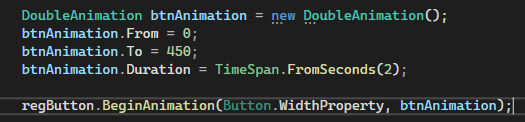 DoubleAnimation btnAnimation = new DoubleAnimation();
btnAnimation.From = 0;
btnAnimation.To = 450;
btnAnimation.Duration = TimeSpan.FromSeconds(2);
regButton.BeginAnimation(Button.WidthProperty, btnAnimation);